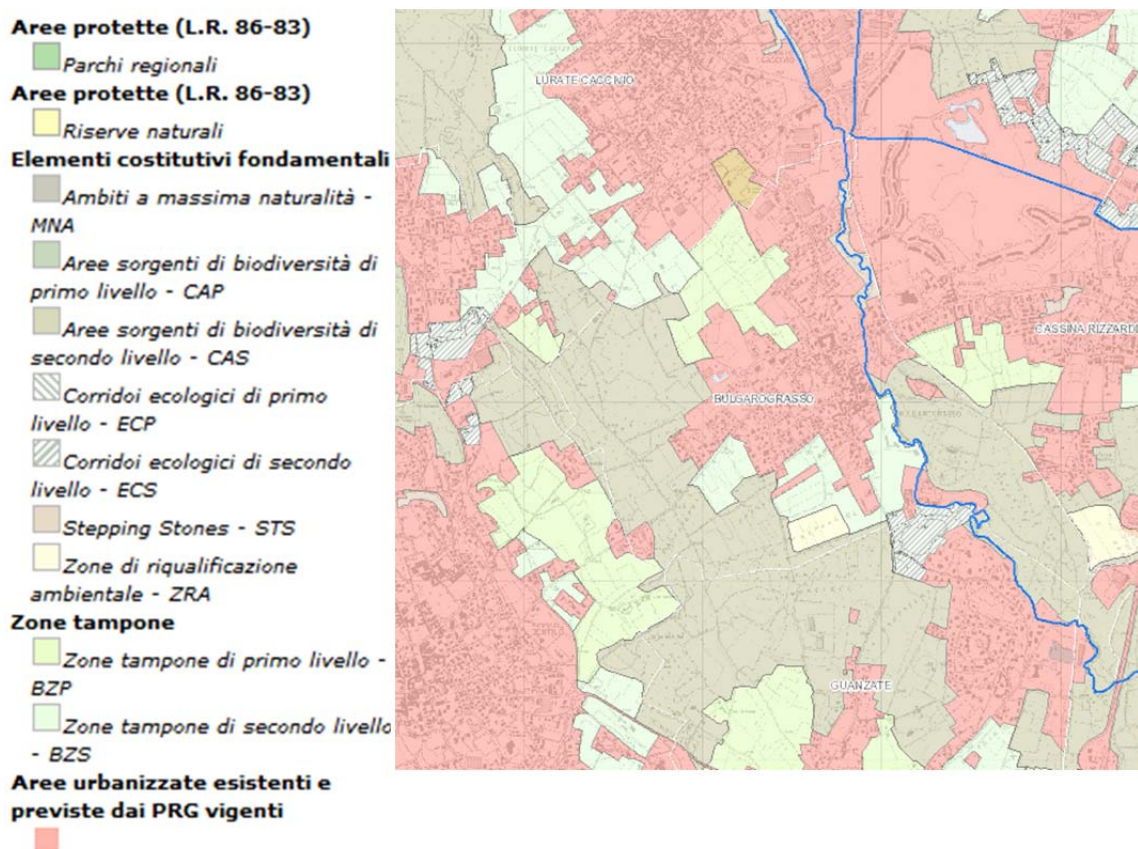 Aree protette (L.R. 86-83)
Parchi regionali
Aree protette (L.R. 86-83)
Riserve naturali
Elementi costitutivi fondamentali
Ambiti a massima naturalità -
MNA
Aree sorgenti di biodiversità di
primo livello - CAP
Aree sorgenti di biodiversità di
secondo livello - CAS
Corridoi ecologici di primo
livello - ECP
Corridoi ecologici di secondo
livello - ECS
Stepping Stones - STS
Zone di riqualificazione
ambientale - ZRA
Zone tampone
Zone tampone di primo livello -
BZP
Zone tampone di secondo livello
- BZS
Aree urbanizzate esistenti e
previste dai PRG vigenti
LURATE CACCIVIO
CASSINA RIZZARDI
BULGAROGRASSO
GUANZATE